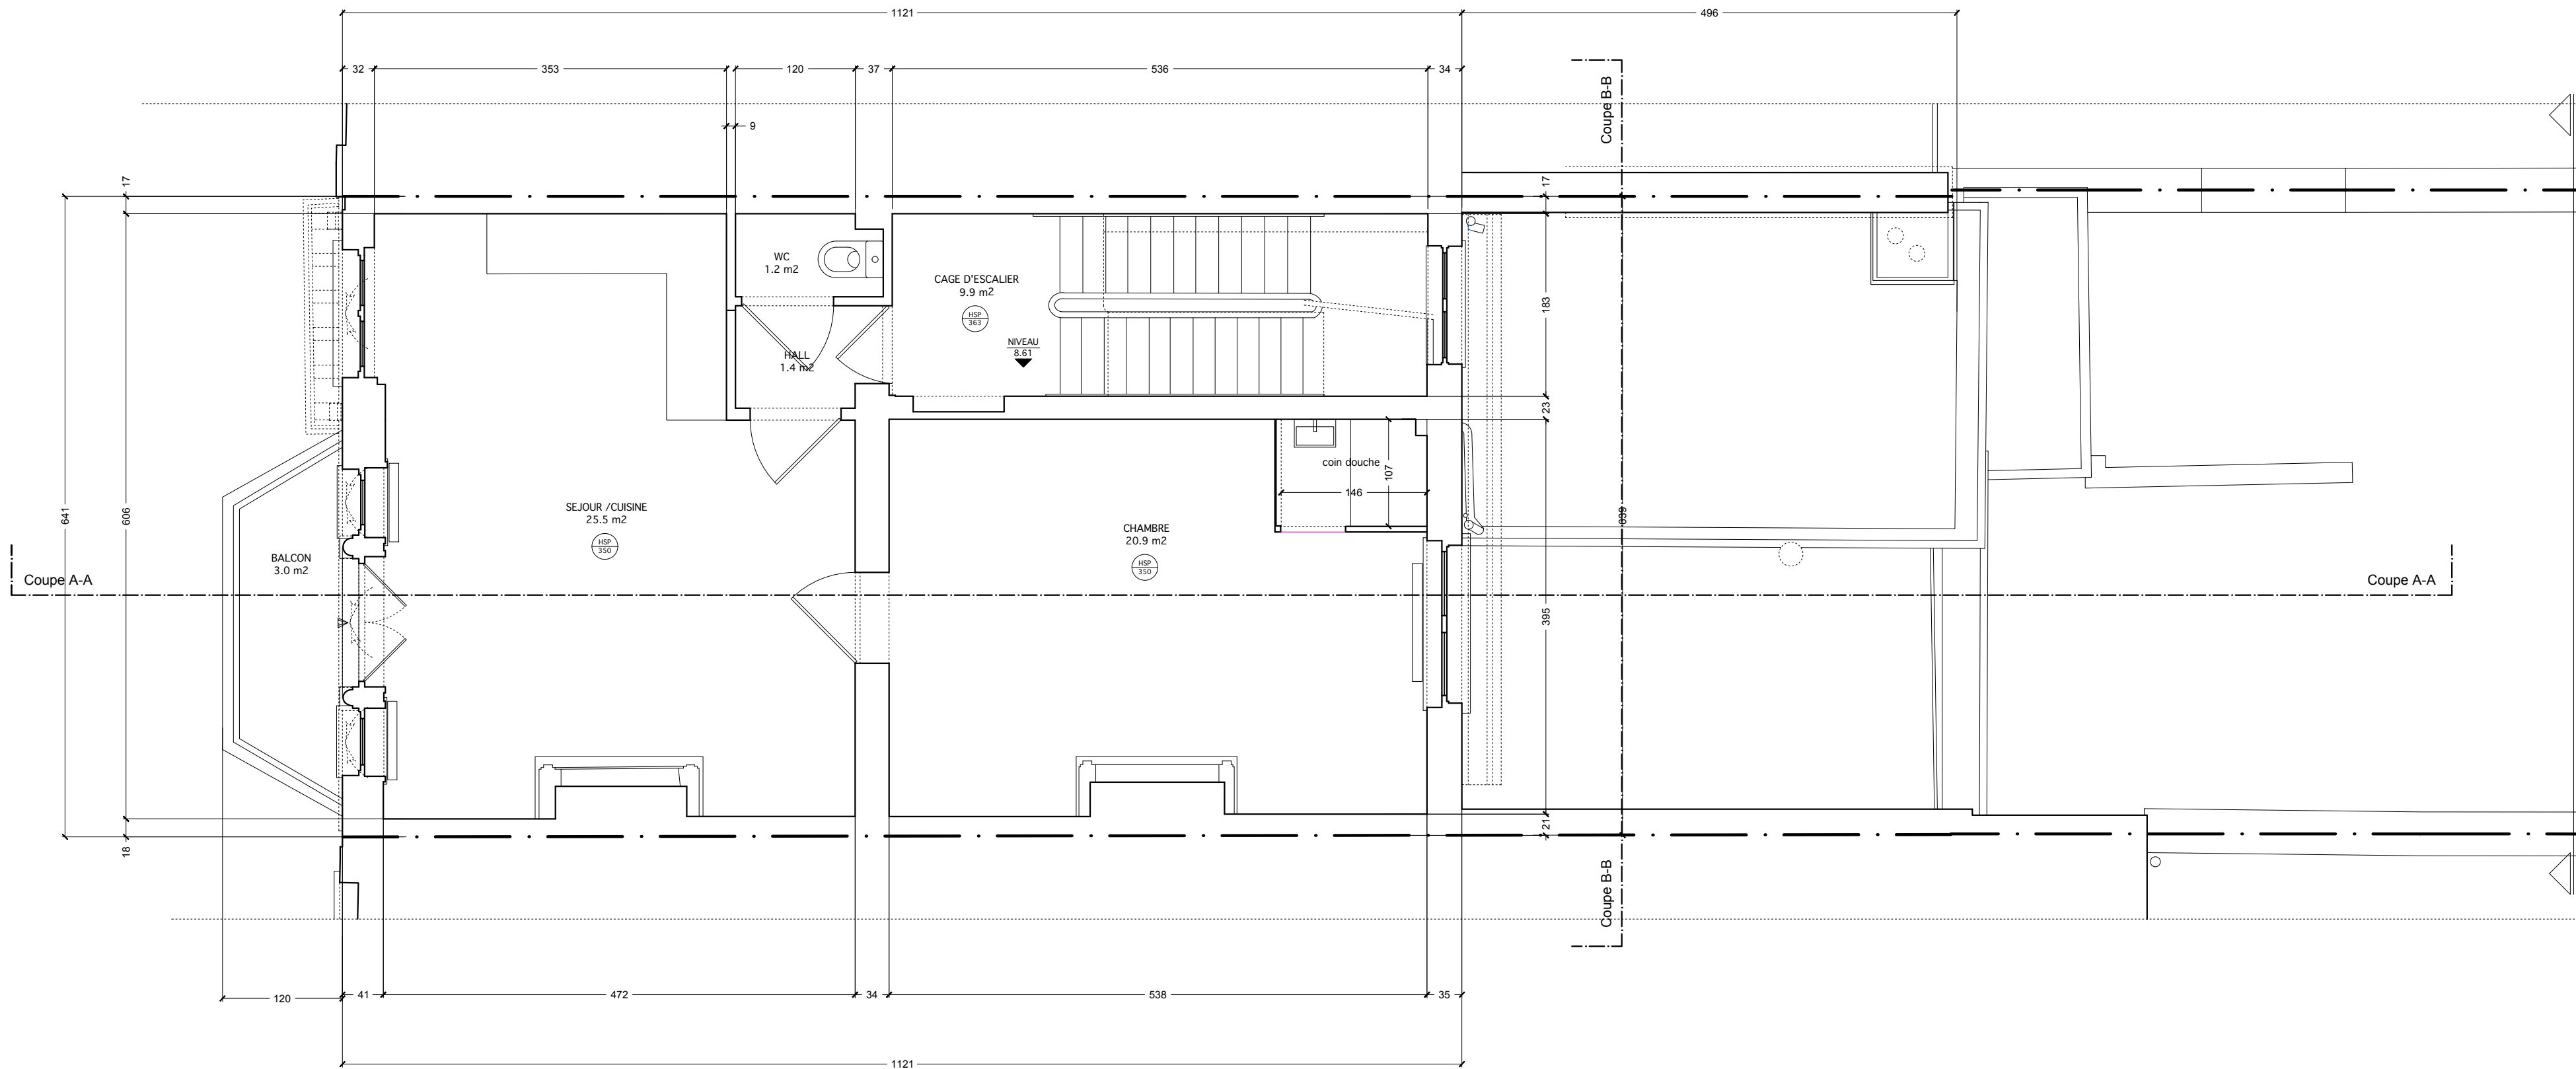 1121
496
32
353
120
37
536
34
Coupe B-B
9
17
17
WC
1.2 m2
CAGE D'ESCALIER
9.9 m2
HSP
363
183
NIVEAU
8.61
HALL
1.4 m2
23
641
606
coin douche
107
146
SEJOUR /CUISINE
25.5 m2
HSP
350
CHAMBRE
20.9 m2
HSP
350
639
BALCON
3.0 m2
Coupe A-A
Coupe A-A
395
21
18
Coupe B-B
120
41
472
34
538
35
1121